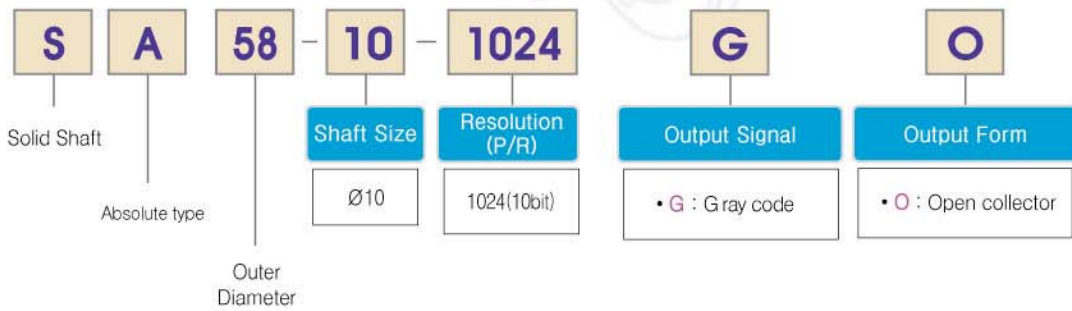 S A 58 - 10 - 1024 G O
Solid Shaft
Absolute type
Outer
Diameter
Shaft Size
Ø10
Resolution
(P/R)
1024(10bit)
Output Signal
• G : Gray code
Output Form
• O : Open collector